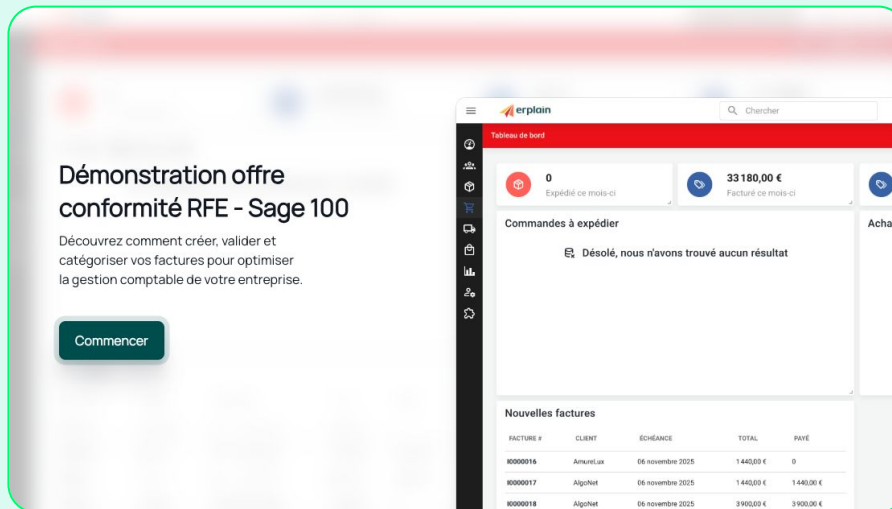 Démonstration offre
conformité RFE - Sage 100
Découvrez comment créer, valider et
catégoriser vos factures pour optimiser
la gestion comptable de votre entreprise.
Commencer
erplain
Chercher
Tableau de bord
0
Expédié ce mois-ci
33 180,00 €
Facturé ce mois-ci
Commandes à expédier
Acha
Désolé, nous n'avons trouvé aucun résultat
Nouvelles factures
FACTURE # CLIENT ÉCHÉANCE TOTAL PAYÉ
I0000016 AmureLux 06 novembre 2025 1 440,00 € 0
I0000017 AlgoNet 06 novembre 2025 1 440,00 € 1 440,00 €
I0000018 AlgoNet 06 novembre 2025 3 900,00 € 3 900,00 €